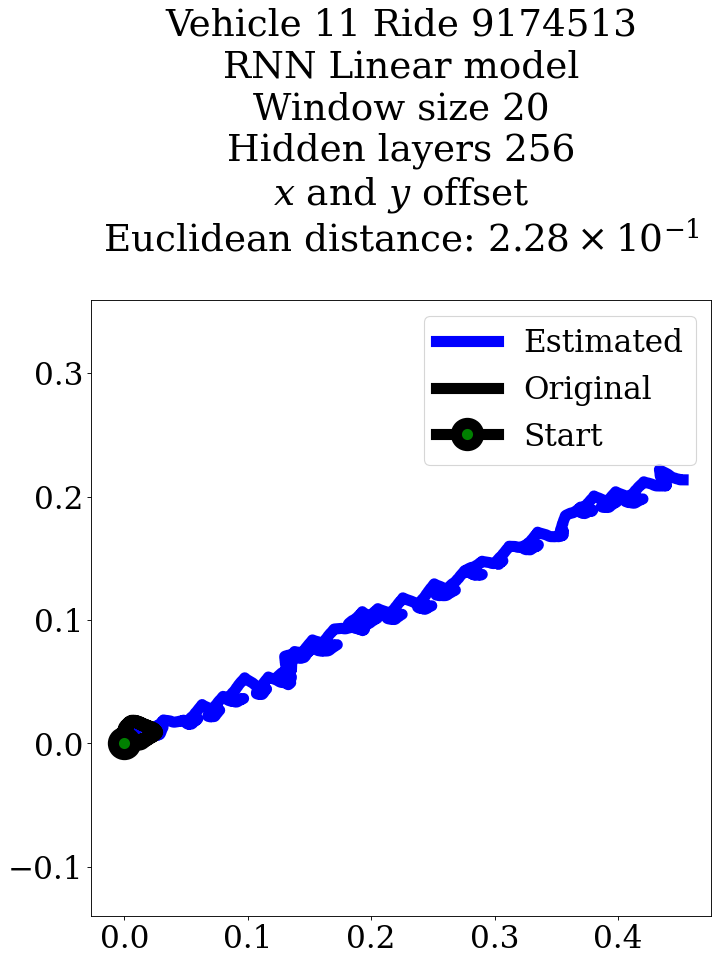 Vehicle 11 Ride 9174513
RNN Linear model
Window size 20
Hidden layers 256
x and y offset
Euclidean distance: 2.28 × 10⁻¹
Estimated
Original
Start
0.3
0.2
0.1
0.0
−0.1
0.0 0.1 0.2 0.3 0.4